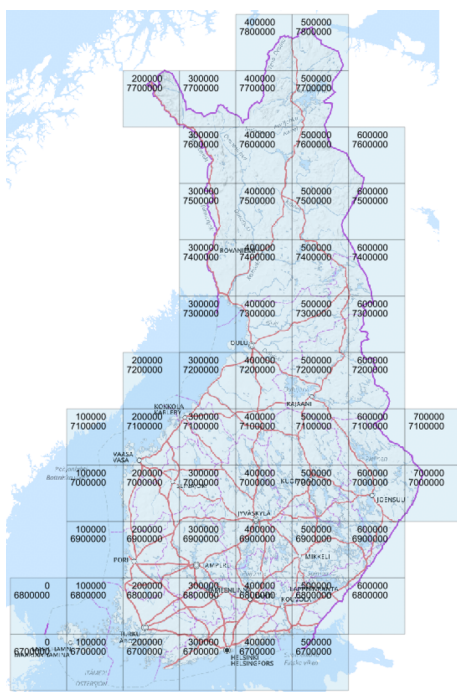 400000 500000
7800000 7800000
200000 300000 400000 500000
7700000 7700000 7700000 7700000
300000 400000 500000 600000
7600000 7600000 7600000 7600000
300000 400000 500000 600000
7500000 7500000 7500000 7500000
300000 400000 500000 600000
7400000 7400000 7400000 7400000
300000 400000 500000 600000
7300000 7300000 7300000 7300000
OULU
200000 300000 400000 500000 600000
7200000 7200000 7200000 7200000 7200000
KAJAANI
KOKKOLA
KARLEBY
100000 200000 300000 400000 500000 600000 700000
7100000 7100000 7100000 7100000 7100000 7100000 7100000
VAASA
VASA
100000 200000 300000 400000 500000 600000 700000
7000000 7000000 7000000 7000000 7000000 7000000 7000000
JOENSUU
JYVÄSKYLÄ
100000 200000 300000 400000 500000 600000
6900000 6900000 6900000 6900000 6900000 6900000
MIKKELI
PORI
0 100000 200000 300000 400000 500000 600000
6800000 6800000 6800000 6800000 6800000 6800000 6800000
100000 200000 300000 400000 500000
6700000 6700000 6700000 6700000 6700000 6700000
HELSINKI
HELSINGFORS